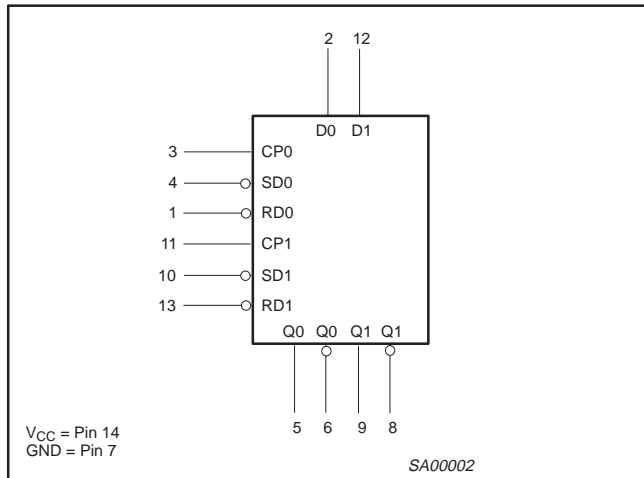 2 12
D0 D1
3 CP0
4 SD0
1 RD0
11 CP1
10 SD1
13 RD1
Q0 Q0 Q1 Q1
5 6 9 8
VCC = Pin 14
GND = Pin 7
SA00002